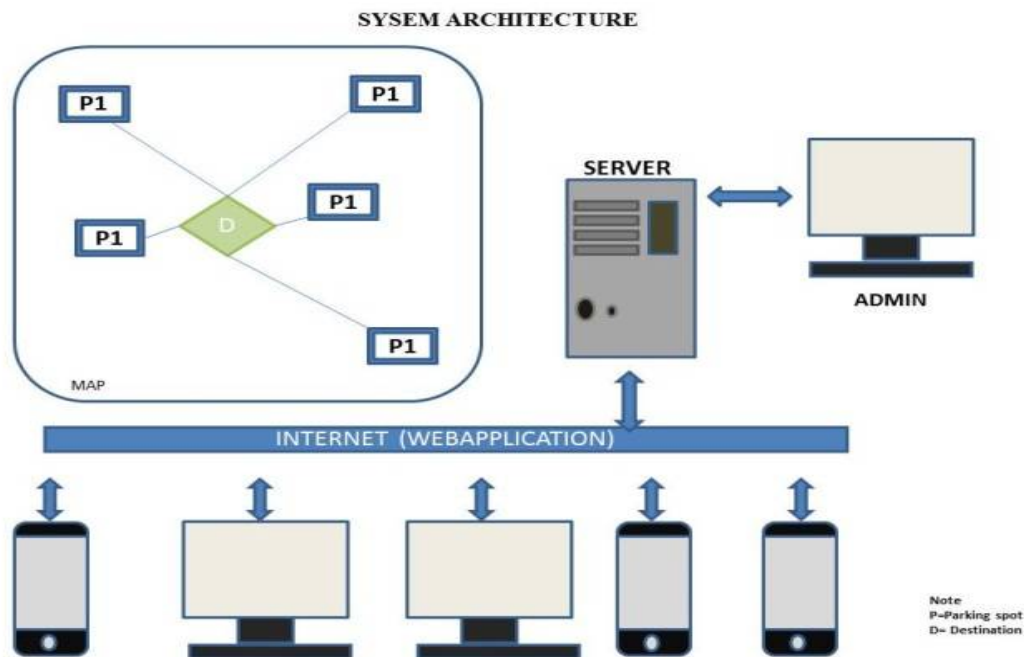 SYSEM ARCHITECTURE
P1
P1
P1
P1
D
P1
MAP
SERVER
ADMIN
INTERNET (WEBAPPLICATION)
Note
P=Parking spot
D= Destination